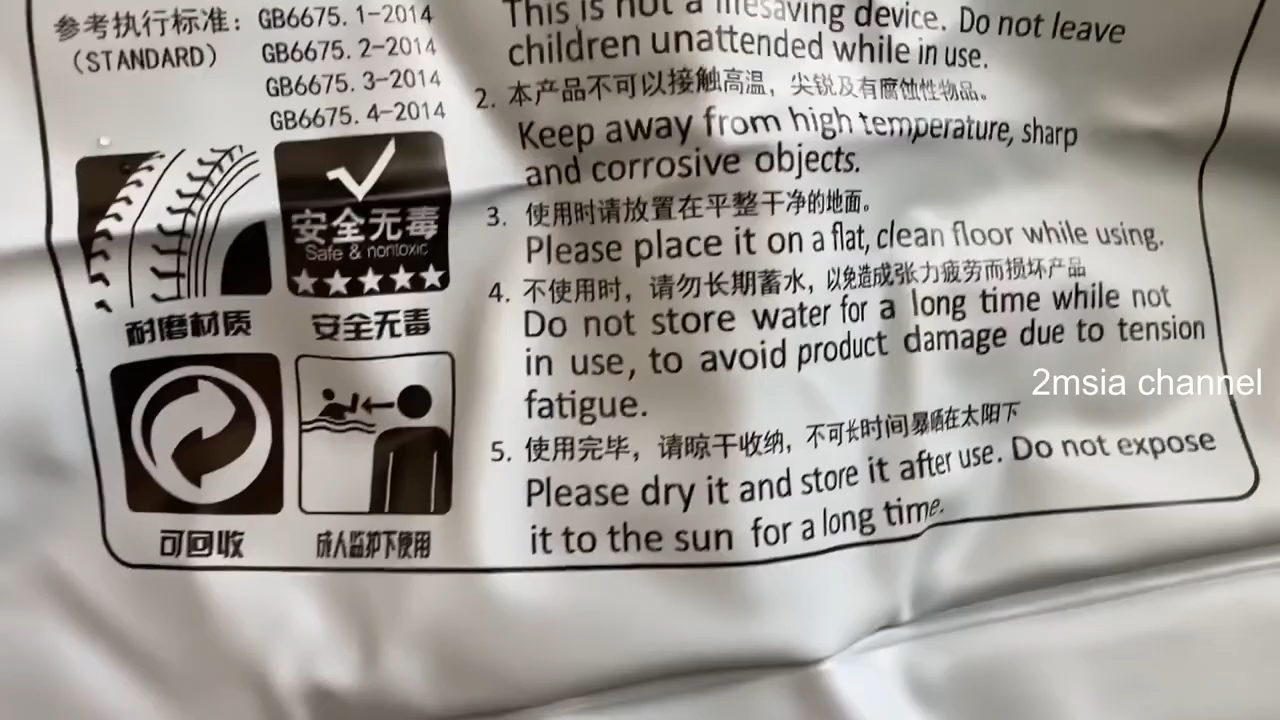 参考执行标准：GB6675.1-2014
（STANDARD） GB6675.2-2014
GB6675.3-2014
GB6675.4-2014
安全无毒
Safe & nontoxic
耐磨材质
安全无毒
可回收
成人监护下使用
This is not a lifesaving device. Do not leave
children unattended while in use.
2. 本产品不可以接触高温，尖锐及有腐蚀性物品。
Keep away from high temperature, sharp
and corrosive objects.
3. 使用时请放置在平整干净的地面。
Please place it on a flat, clean floor while using.
4. 不使用时，请勿长期蓄水，以免造成张力疲劳而损坏产品
Do not store water for a long time while not
in use, to avoid product damage due to tension
fatigue.
5. 使用完毕，请晾干收纳，不可长时间暴晒在太阳下
Please dry it and store it after use. Do not expose
it to the sun for a long time.
2msia channel